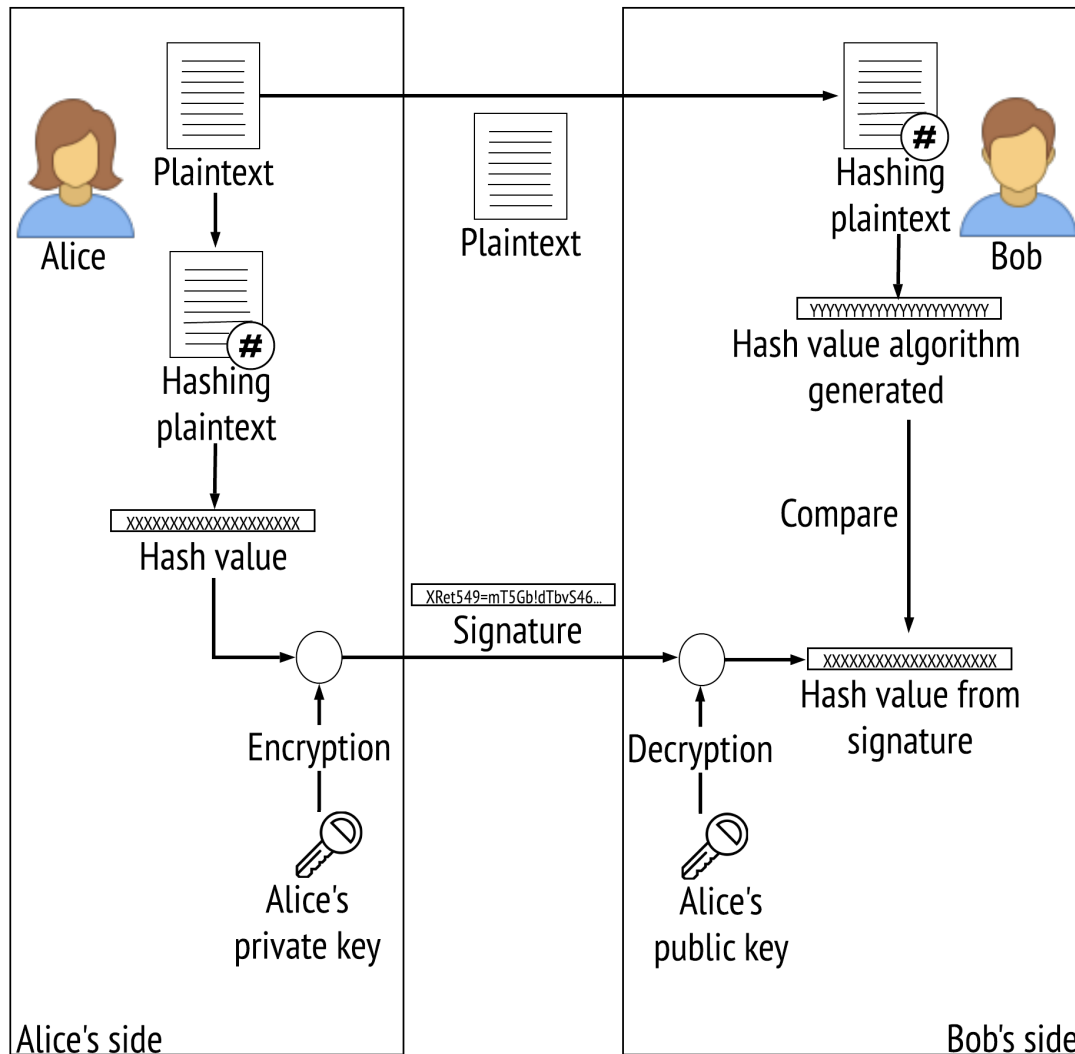 Plaintext
Alice
#
Hashing
plaintext
XXXXXXXXXXXXXXXXXXXX
Hash value
Encryption
Alice's
private key
Alice's side
Plaintext
XRet549=mT5Gb!dTbvS46...
Signature
#
Hashing
plaintext
Bob
YYYYYYYYYYYYYYYYYYYYYY
Hash value algorithm
generated
Compare
XXXXXXXXXXXXXXXXXXXX
Hash value from
signature
Decryption
Alice's
public key
Bob's side